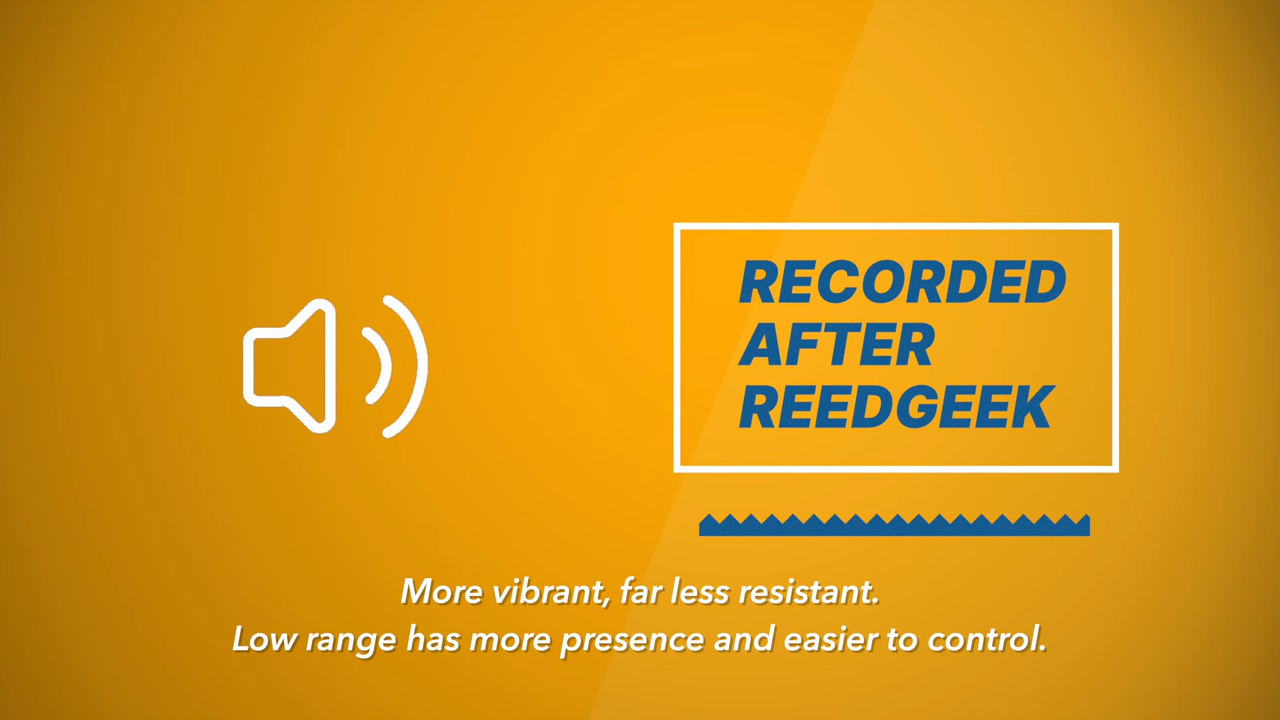 RECORDED
AFTER
REEDGEEK
More vibrant, far less resistant.
Low range has more presence and easier to control.